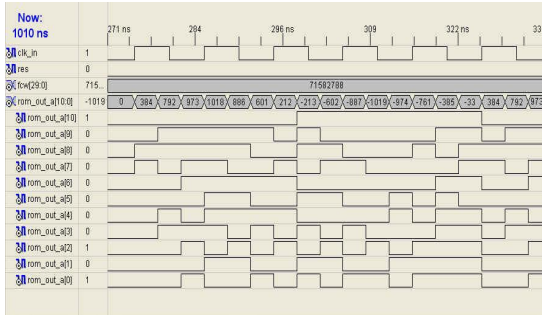 Now:
1010 ns
271 ns 284 296 ns 309 322 ns 33
clk_in 1
res 0
fcw[29:0] 715... 71582788
rom_out_a[10:0] -1019 0 384 792 973 1018 886 601 212 -213 -602 -887 -1019 -974 -761 -385 -33 384 792 973
rom_out_a[10] 1
rom_out_a[9] 0
rom_out_a[8] 0
rom_out_a[7] 0
rom_out_a[6] 0
rom_out_a[5] 0
rom_out_a[4] 0
rom_out_a[3] 0
rom_out_a[2] 1
rom_out_a[1] 0
rom_out_a[0] 1